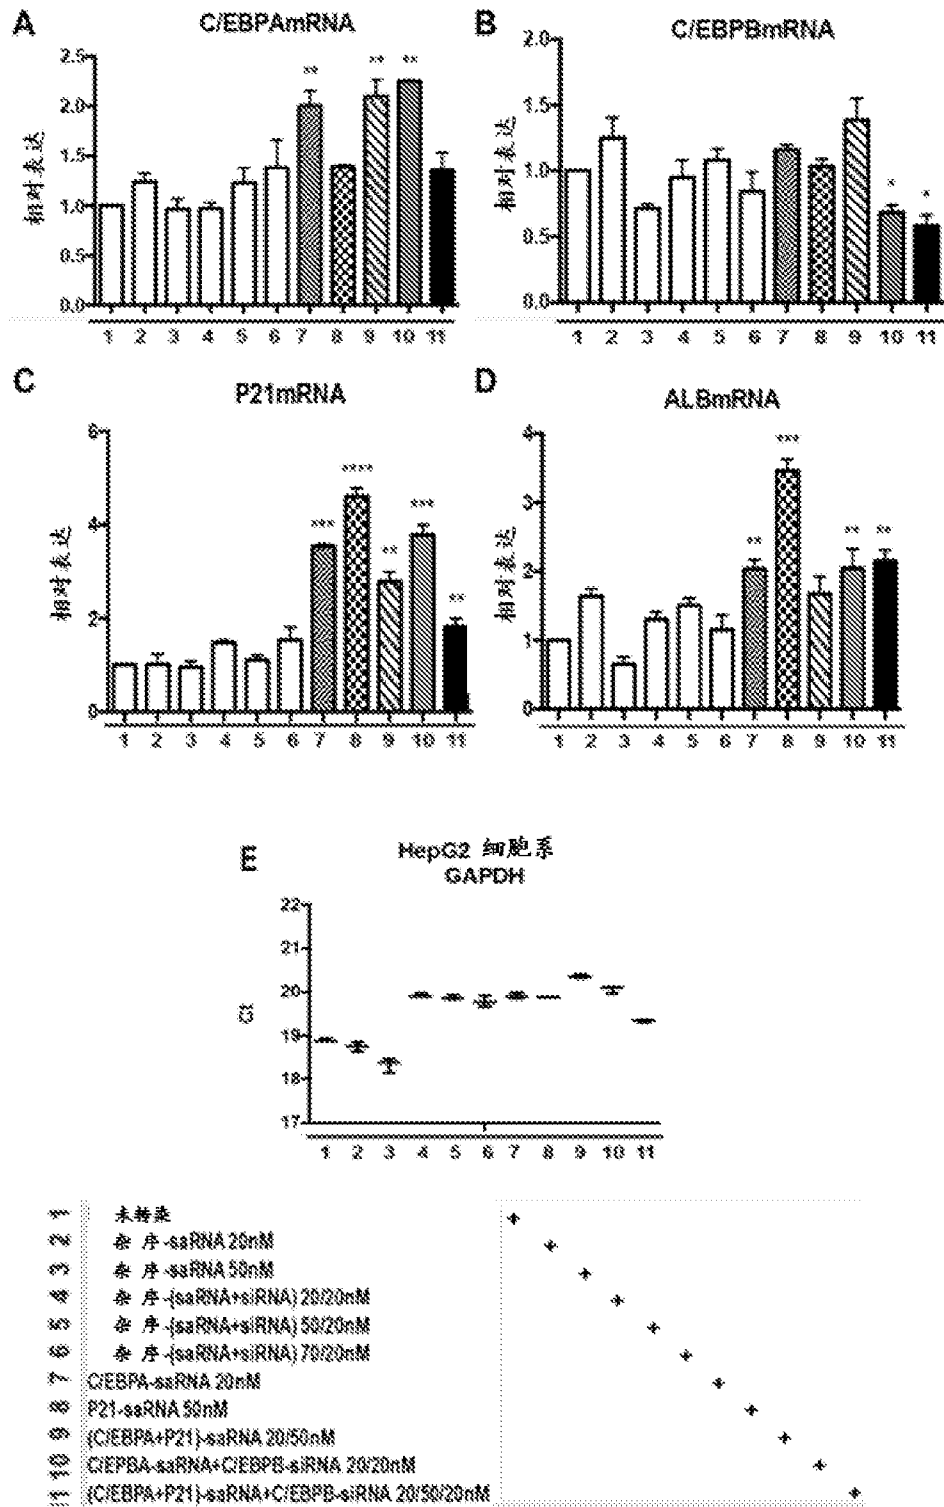 A
C/EBPAmRNA
相对表达
2.5
2.0
1.5
1.0
0.5
0.0
** ** **
1 2 3 4 5 6 7 8 9 10 11
B
C/EBPBmRNA
相对表达
2.0
1.5
1.0
0.5
0.0
* *
1 2 3 4 5 6 7 8 9 10 11
C
P21mRNA
相对表达
6
4
2
0
*** **** ** *** **
1 2 3 4 5 6 7 8 9 10 11
D
ALBmRNA
相对表达
4
3
2
1
0
** *** ** **
1 2 3 4 5 6 7 8 9 10 11
E
HepG2 细胞系
GAPDH
Ct
22
21
20
19
18
17
1 2 3 4 5 6 7 8 9 10 11
1 未转染 +
2 杂 序-saRNA 20nM +
3 杂 序-saRNA 50nM +
4 杂 序-(saRNA+siRNA) 20/20nM +
5 杂 序-(saRNA+siRNA) 50/20nM +
6 杂 序-(saRNA+siRNA) 70/20nM +
7 C/EBPA-saRNA 20nM +
8 P21-saRNA 50nM +
9 (C/EBPA+P21)-saRNA 20/50nM +
10 C/EPBA-saRNA+C/EBPB-siRNA 20/20nM +
11 (C/EBPA+P21)-saRNA+C/EBPB-siRNA 20/50/20nM +